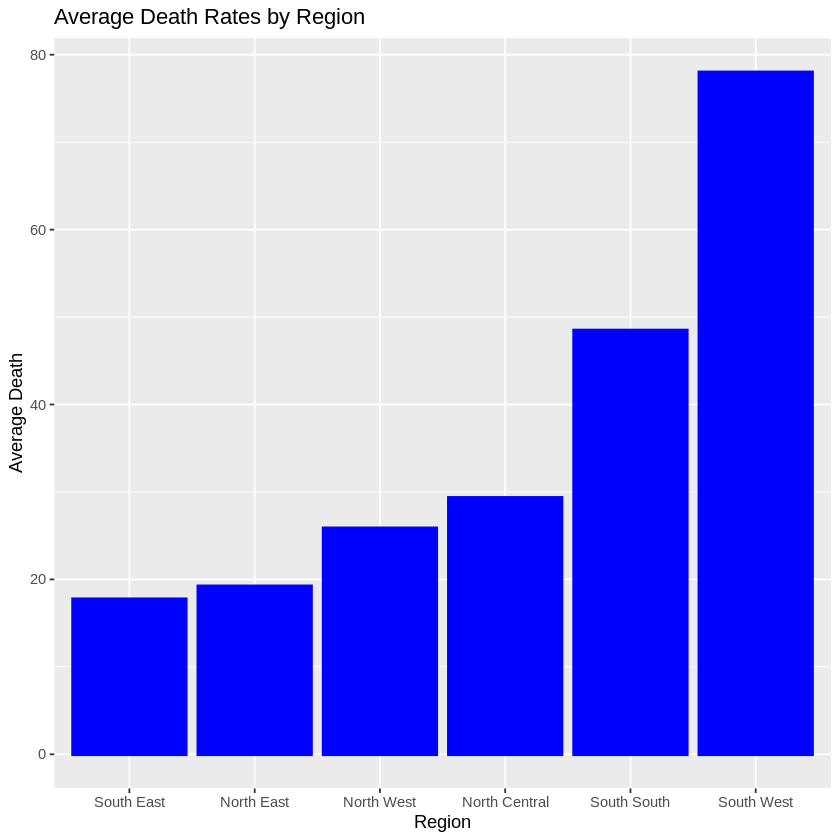 Average Death Rates by Region
Average Death
80
60
40
20
0
South East North East North West North Central South South South West
Region